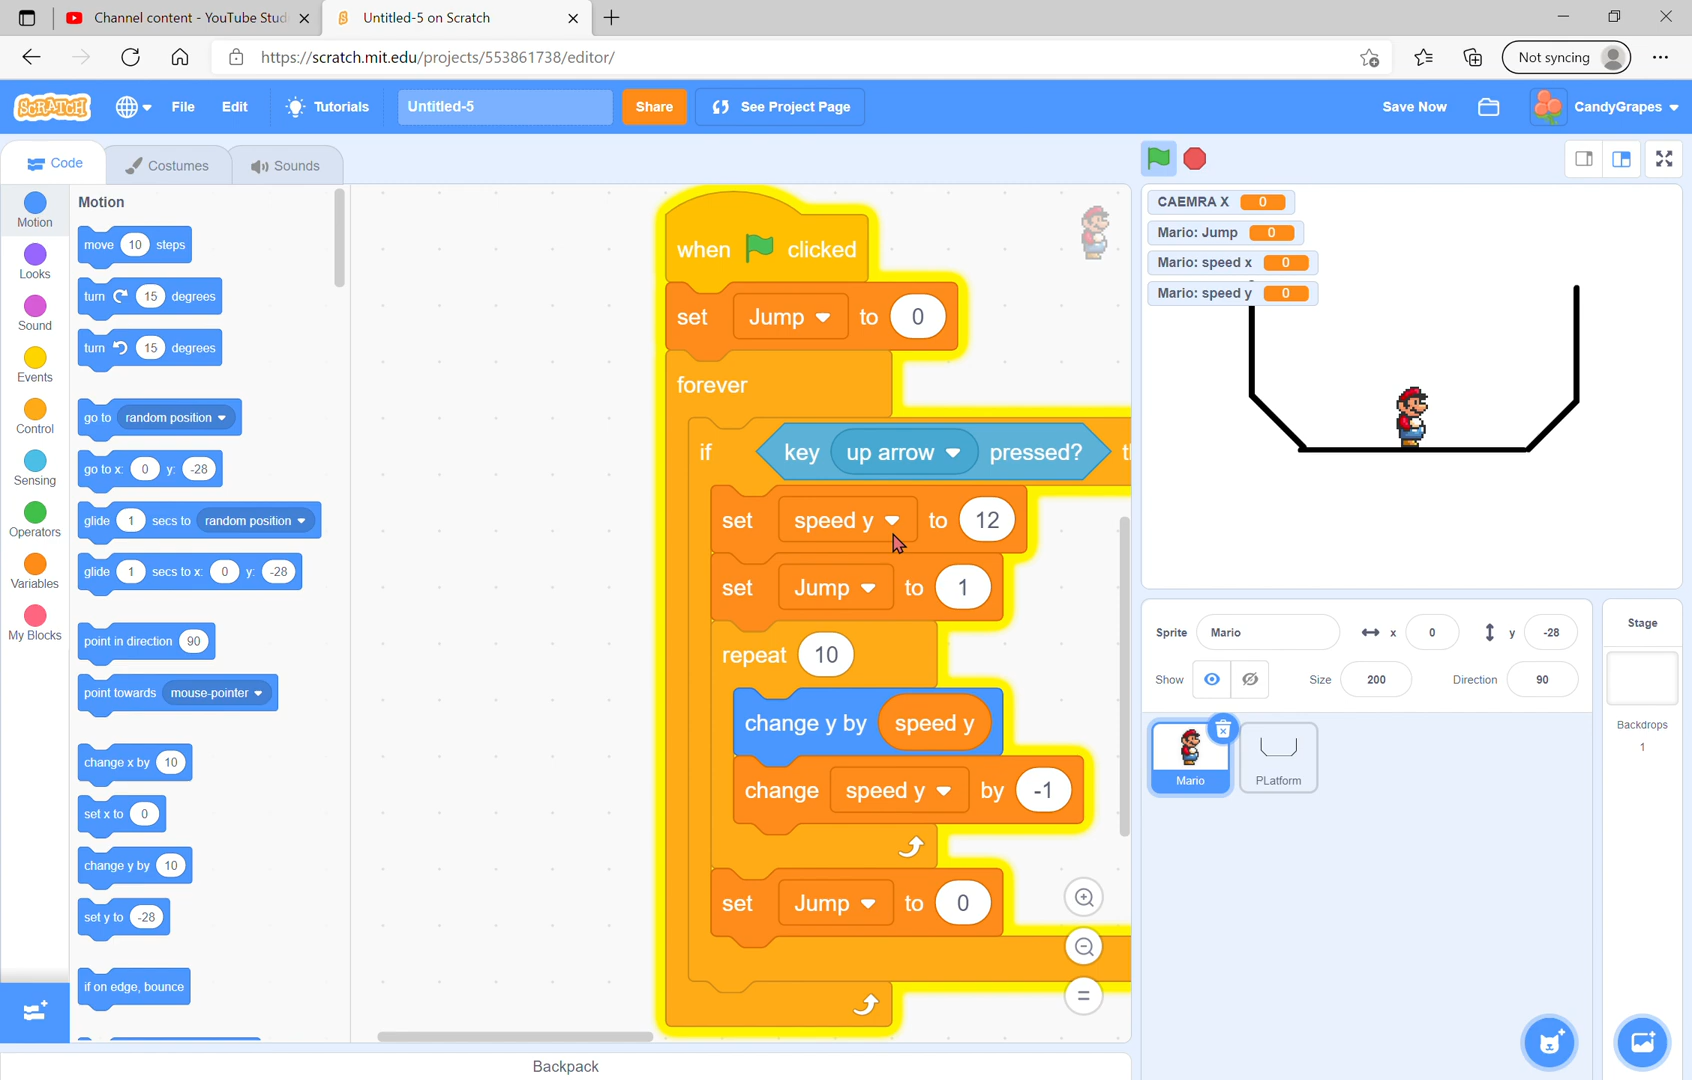 Channel content - YouTube Studi
Untitled-5 on Scratch
https://scratch.mit.edu/projects/553861738/editor/
Not syncing
SCRATCH
File
Edit
Tutorials
Untitled-5
Share
See Project Page
Save Now
CandyGrapes
Code
Costumes
Sounds
Motion
Looks
Sound
Events
Control
Sensing
Operators
Variables
My Blocks
Motion
move 10 steps
turn 15 degrees
turn 15 degrees
go to random position
go to x: 0 y: -28
glide 1 secs to random position
glide 1 secs to x: 0 y: -28
point in direction 90
point towards mouse-pointer
change x by 10
set x to 0
change y by 10
set y to -28
if on edge, bounce
when clicked
set Jump to 0
forever
if key up arrow pressed?
set speed y to 12
set Jump to 1
repeat 10
change y by speed y
change speed y by -1
set Jump to 0
Backpack
CAEMRA X 0
Mario: Jump 0
Mario: speed x 0
Mario: speed y 0
Sprite Mario x 0 y -28
Show Size 200 Direction 90
Mario
PLatform
Stage
Backdrops
1